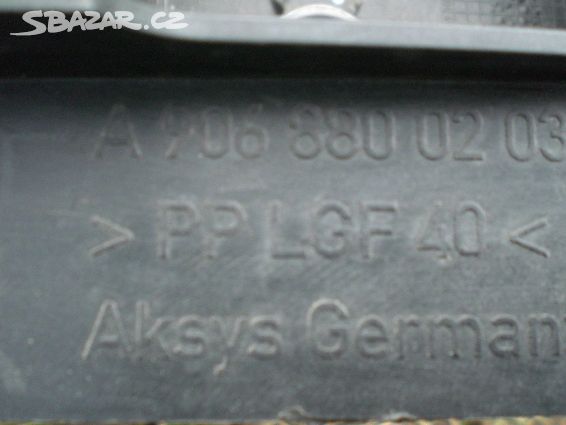 SBAZAR.CZ
A 906 880 02 03
> PP LGF 40 <
Aksys German